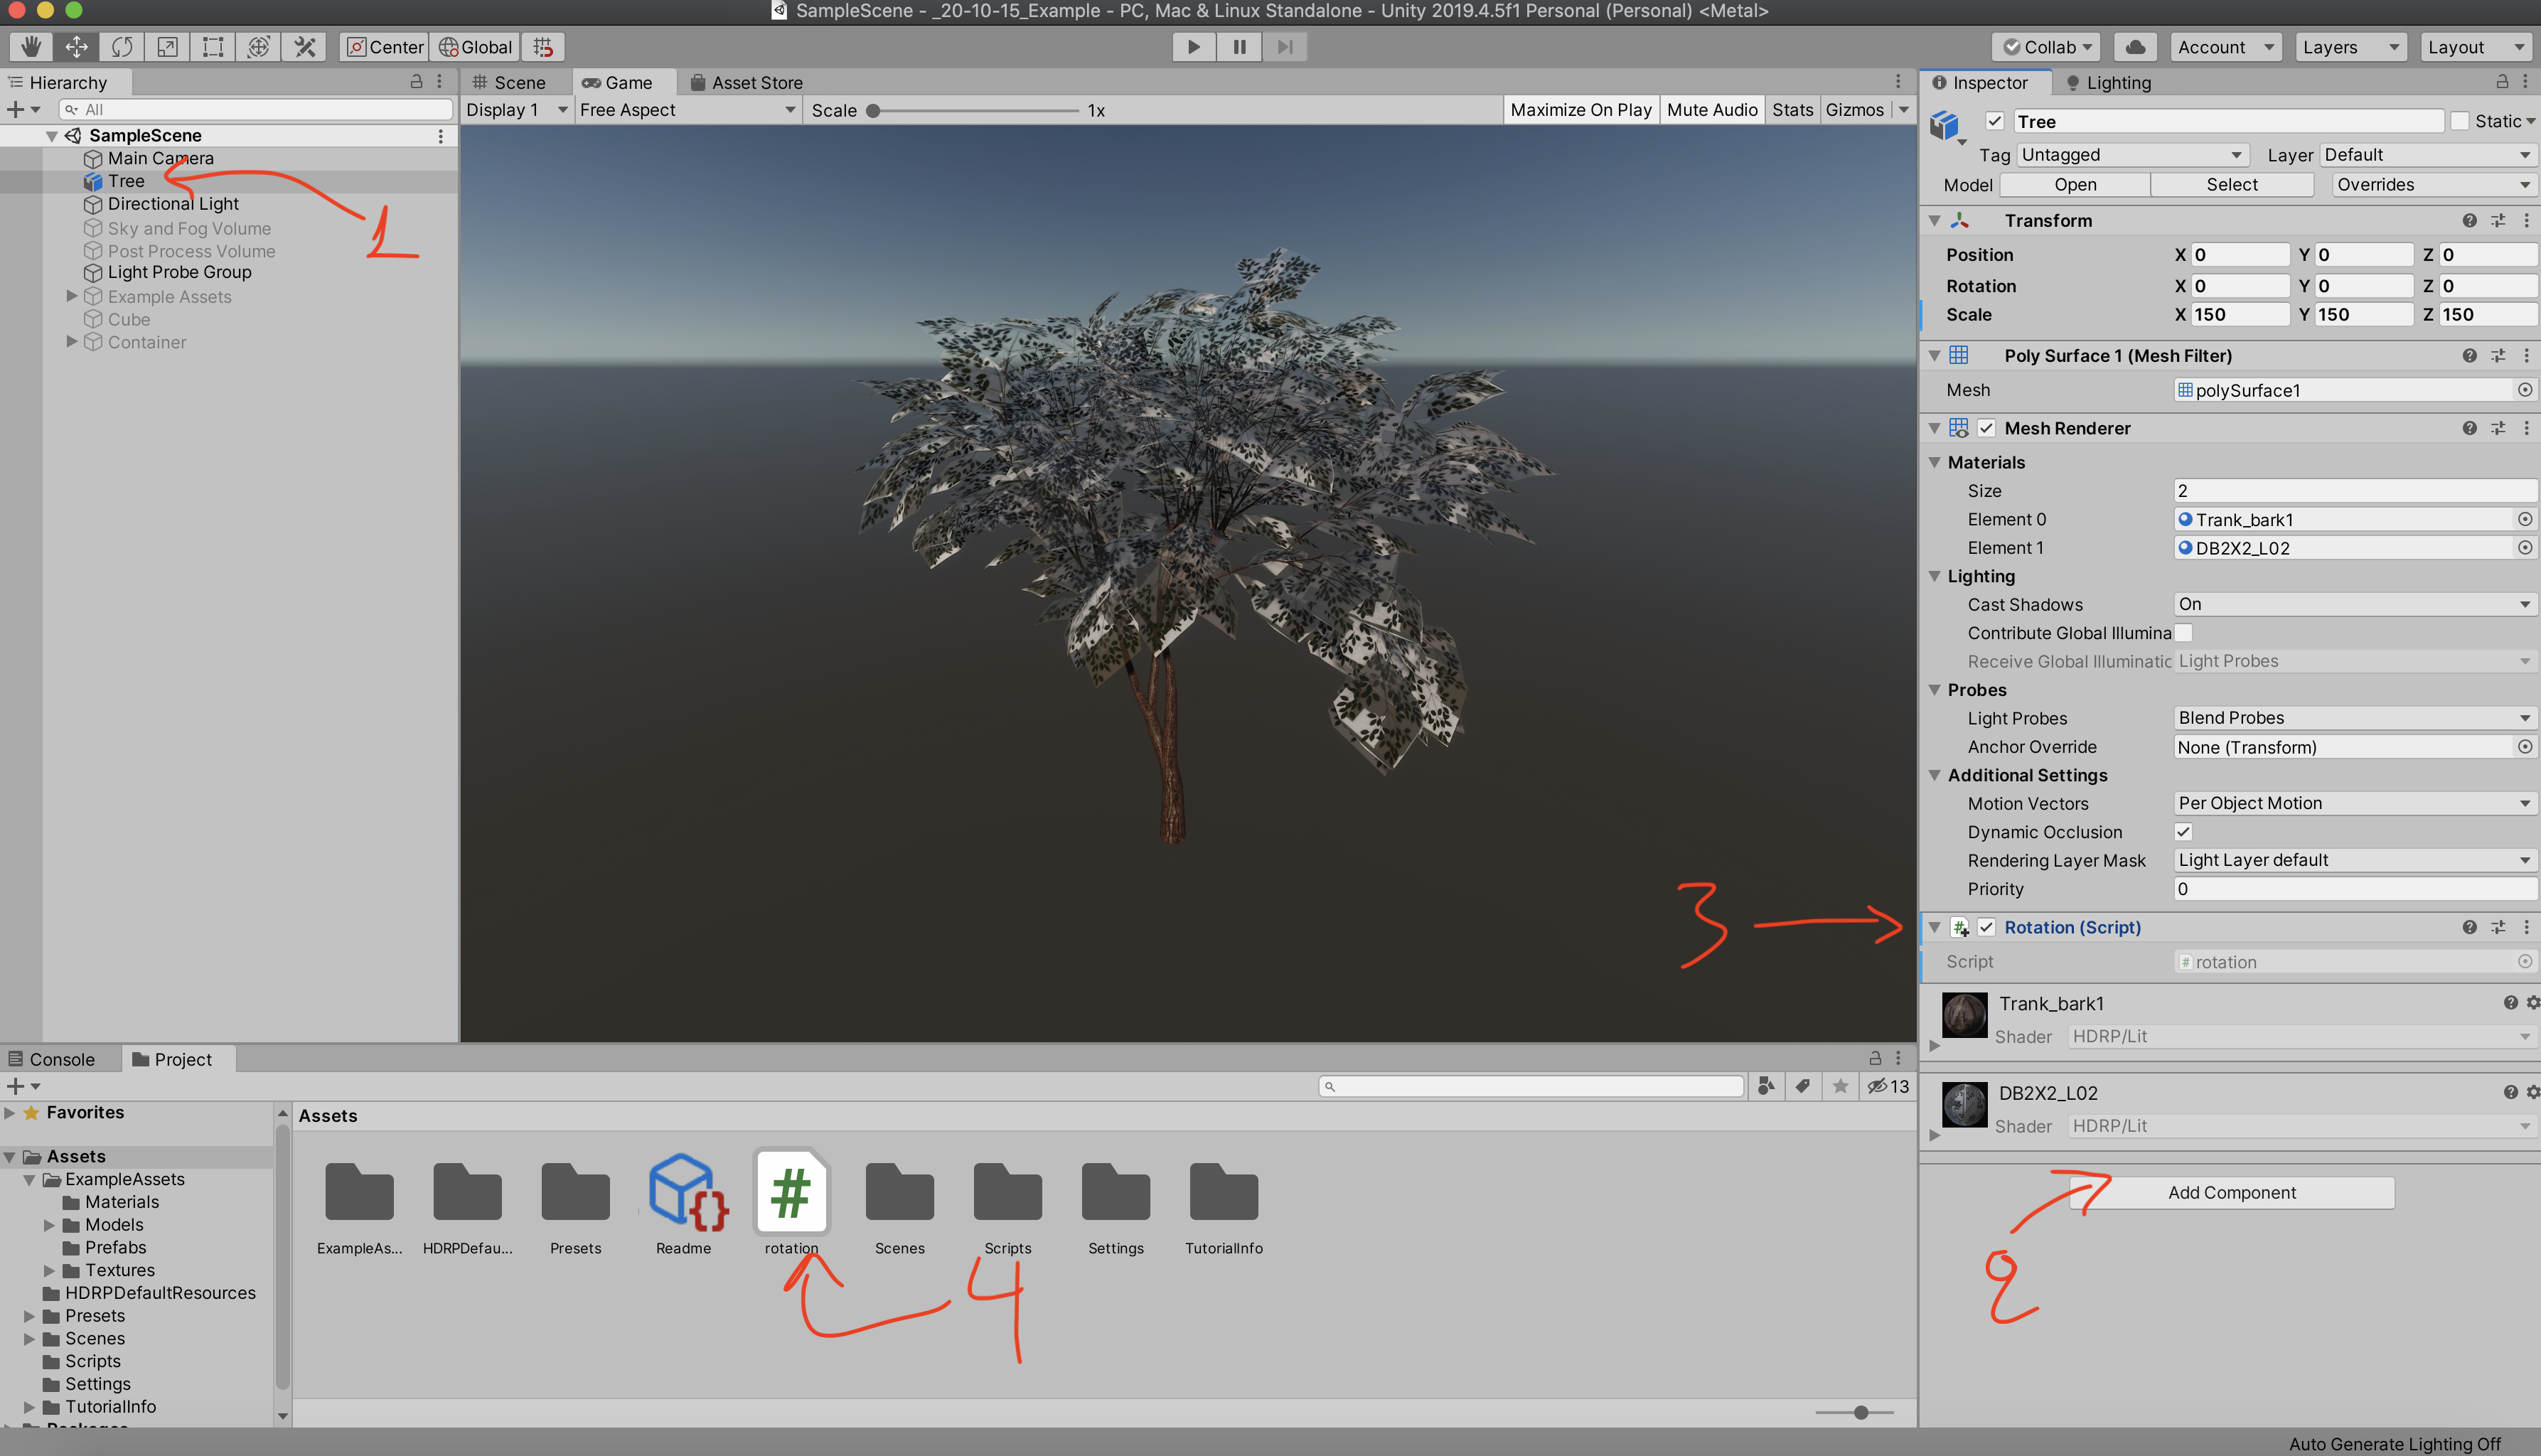 SampleScene - _20-10-15_Example - PC, Mac & Linux Standalone - Unity 2019.4.5f1 Personal (Personal) <Metal>
Center Global Collab Account Layers Layout
Hierarchy
All
SampleScene
Main Camera
Tree
Directional Light
Sky and Fog Volume
Post Process Volume
Light Probe Group
Example Assets
Cube
Container
1
Scene Game Asset Store
Display 1 Free Aspect Scale 1x Maximize On Play Mute Audio Stats Gizmos
3
Inspector Lighting
Tree Static
Tag Untagged Layer Default
Model Open Select Overrides
Transform
Position X 0 Y 0 Z 0
Rotation X 0 Y 0 Z 0
Scale X 150 Y 150 Z 150
Poly Surface 1 (Mesh Filter)
Mesh polySurface1
Mesh Renderer
Materials
Size 2
Element 0 Trank_bark1
Element 1 DB2X2_L02
Lighting
Cast Shadows On
Contribute Global Illumina
Receive Global Illuminatic Light Probes
Probes
Light Probes Blend Probes
Anchor Override None (Transform)
Additional Settings
Motion Vectors Per Object Motion
Dynamic Occlusion
Rendering Layer Mask Light Layer default
Priority 0
# Rotation (Script)
Script # rotation
Trank_bark1
Shader HDRP/Lit
DB2X2_L02
Shader HDRP/Lit
Add Component
2
Console Project
13
Favorites
Assets
ExampleAssets
Materials
Models
Prefabs
Textures
HDRPDefaultResources
Presets
Scenes
Scripts
Settings
TutorialInfo
Packages
Assets
{} #
ExampleAs... HDRPDefau... Presets Readme rotation Scenes Scripts Settings TutorialInfo
4
Auto Generate Lighting Off